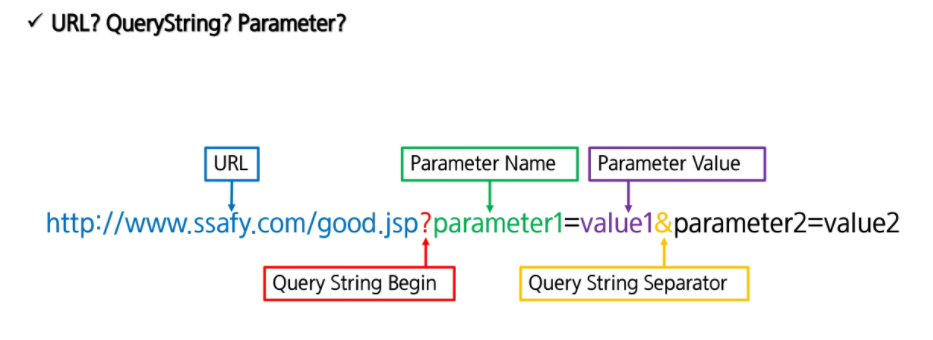 ✓ URL? QueryString? Parameter?
URL
Parameter Name
Parameter Value
http://www.ssafy.com/good.jsp?parameter1=value1&parameter2=value2
Query String Begin
Query String Separator